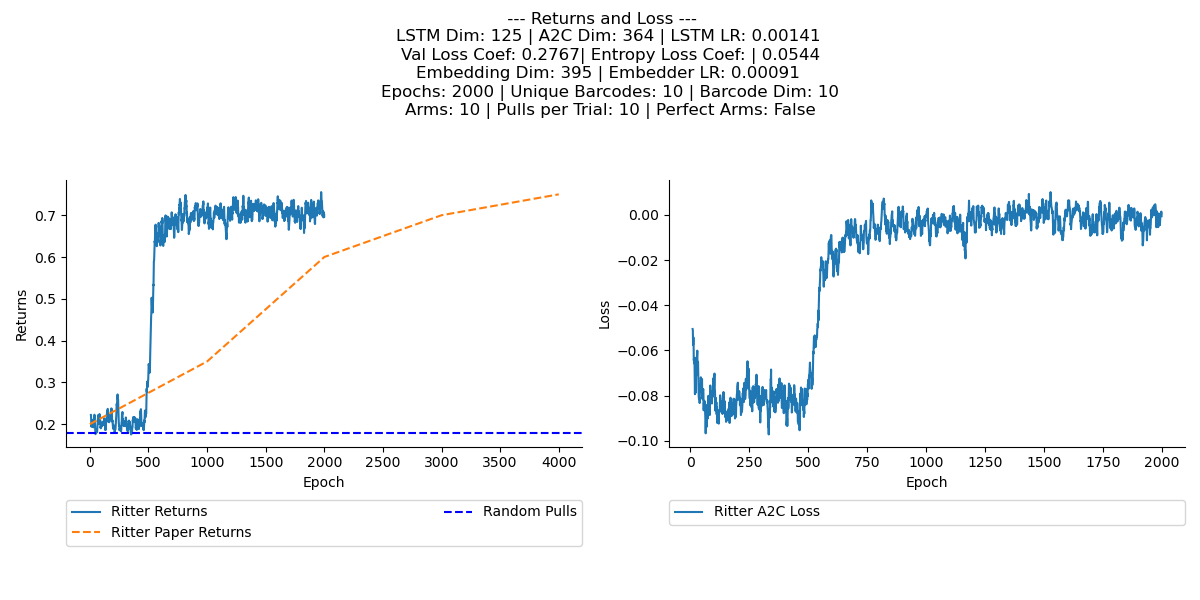 --- Returns and Loss ---
LSTM Dim: 125 | A2C Dim: 364 | LSTM LR: 0.00141
Val Loss Coef: 0.2767| Entropy Loss Coef: | 0.0544
Embedding Dim: 395 | Embedder LR: 0.00091
Epochs: 2000 | Unique Barcodes: 10 | Barcode Dim: 10
Arms: 10 | Pulls per Trial: 10 | Perfect Arms: False
Returns
0.7
0.6
0.5
0.4
0.3
0.2
0 500 1000 1500 2000 2500 3000 3500 4000
Epoch
Ritter Returns
Ritter Paper Returns
Random Pulls
Loss
0.00
−0.02
−0.04
−0.06
−0.08
−0.10
0 250 500 750 1000 1250 1500 1750 2000
Epoch
Ritter A2C Loss